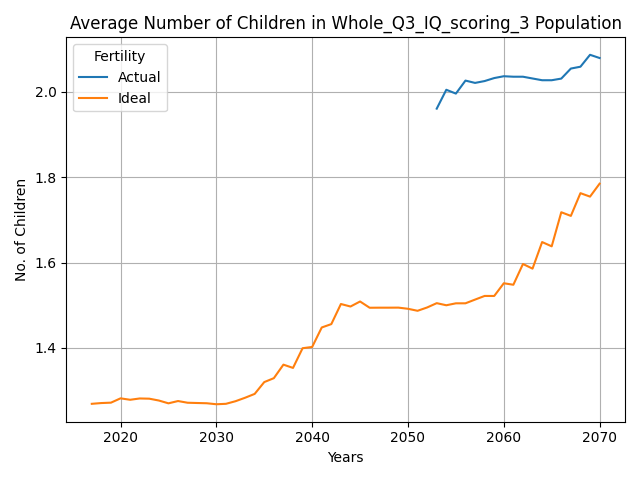 Average Number of Children in Whole_Q3_IQ_scoring_3 Population
Fertility
Actual
Ideal
No. of Children
2.0
1.8
1.6
1.4
2020 2030 2040 2050 2060 2070
Years